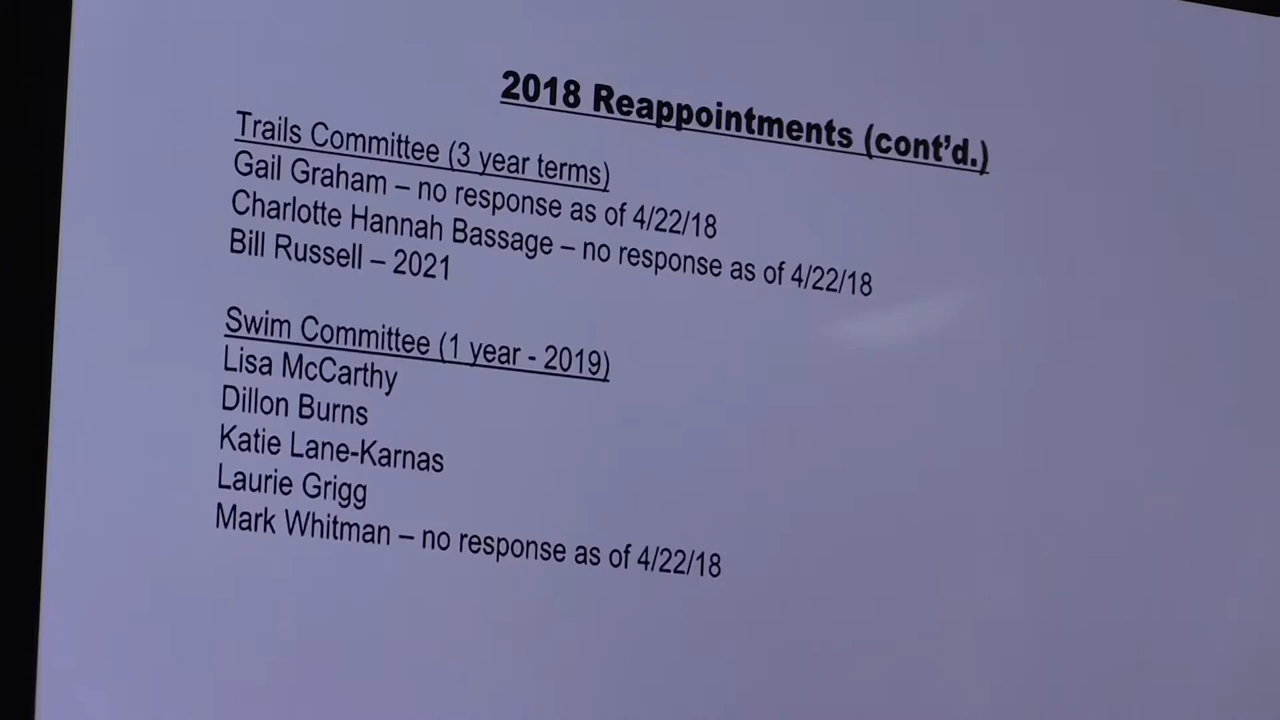 2018 Reappointments (cont'd.)
Trails Committee (3 year terms)
Gail Graham – no response as of 4/22/18
Charlotte Hannah Bassage – no response as of 4/22/18
Bill Russell – 2021
Swim Committee (1 year - 2019)
Lisa McCarthy
Dillon Burns
Katie Lane-Karnas
Laurie Grigg
Mark Whitman – no response as of 4/22/18